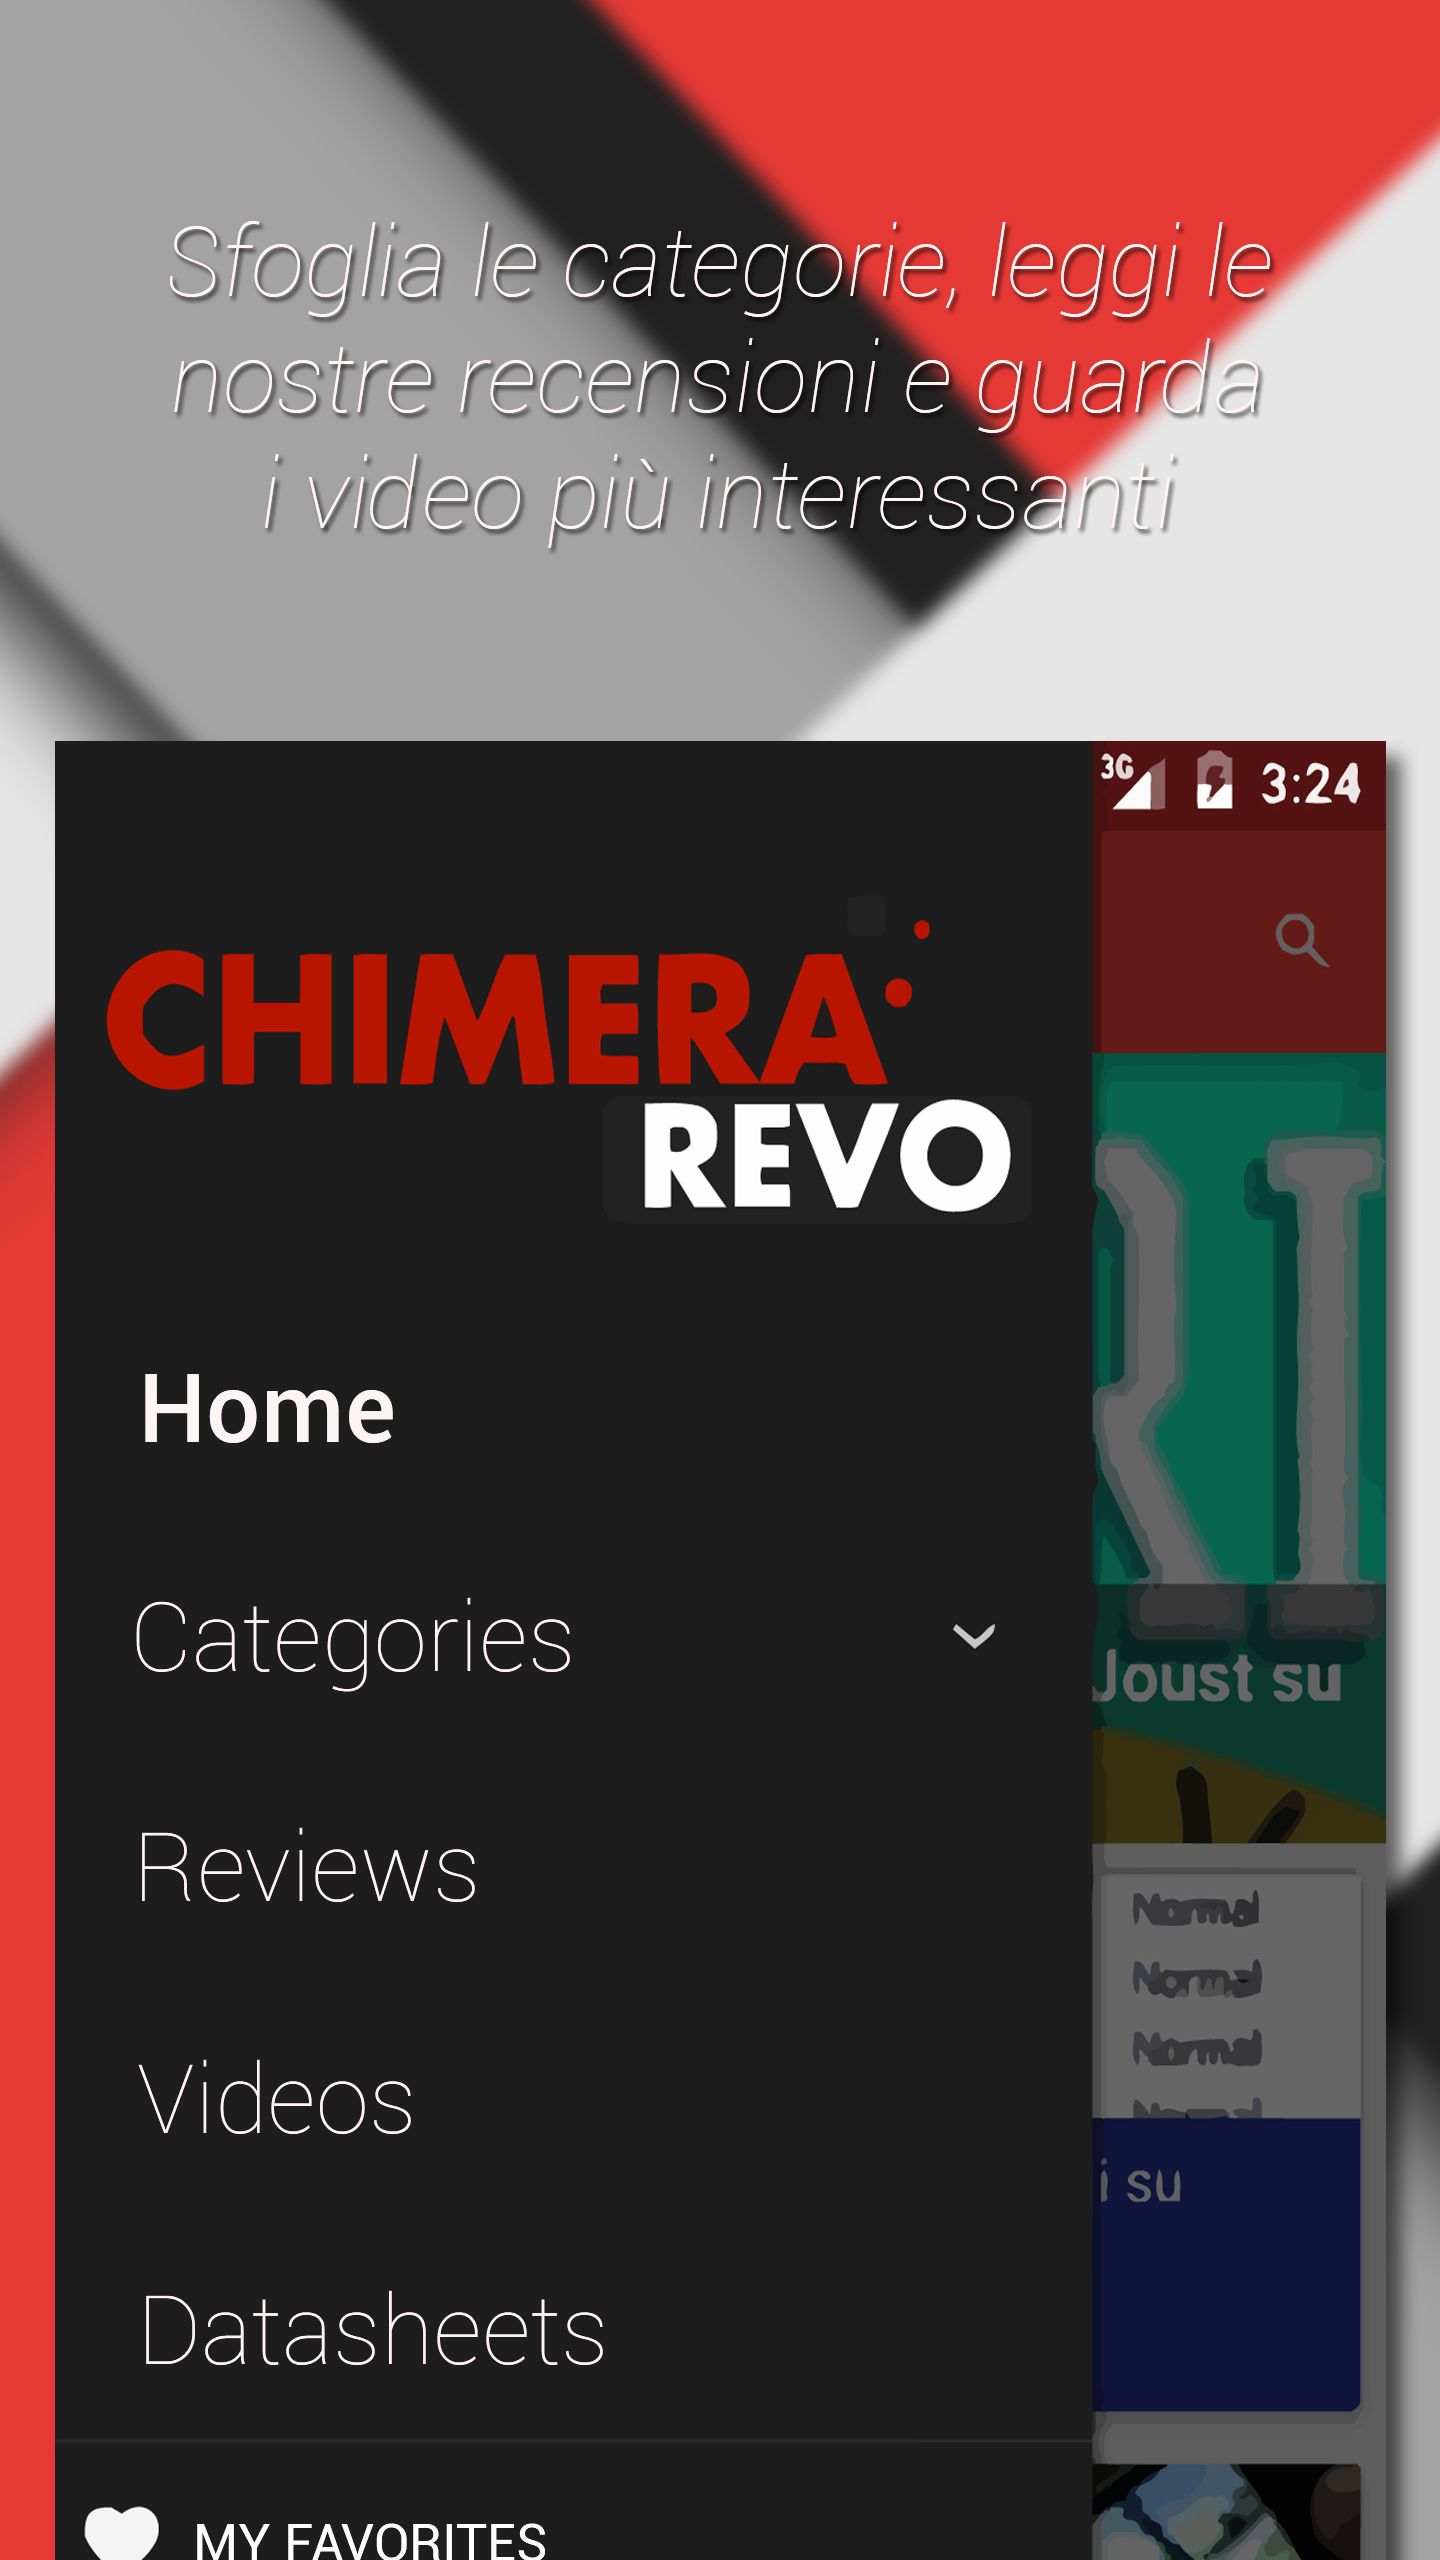 Sfoglia le categorie, leggi le
nostre recensioni e guarda
i video più interessanti
3G 3:24
CHIMERA
REVO
Home
Categories
Joust su
Reviews
Normal
Normal
Normal
Videos
i su
Datasheets
MY FAVORITES